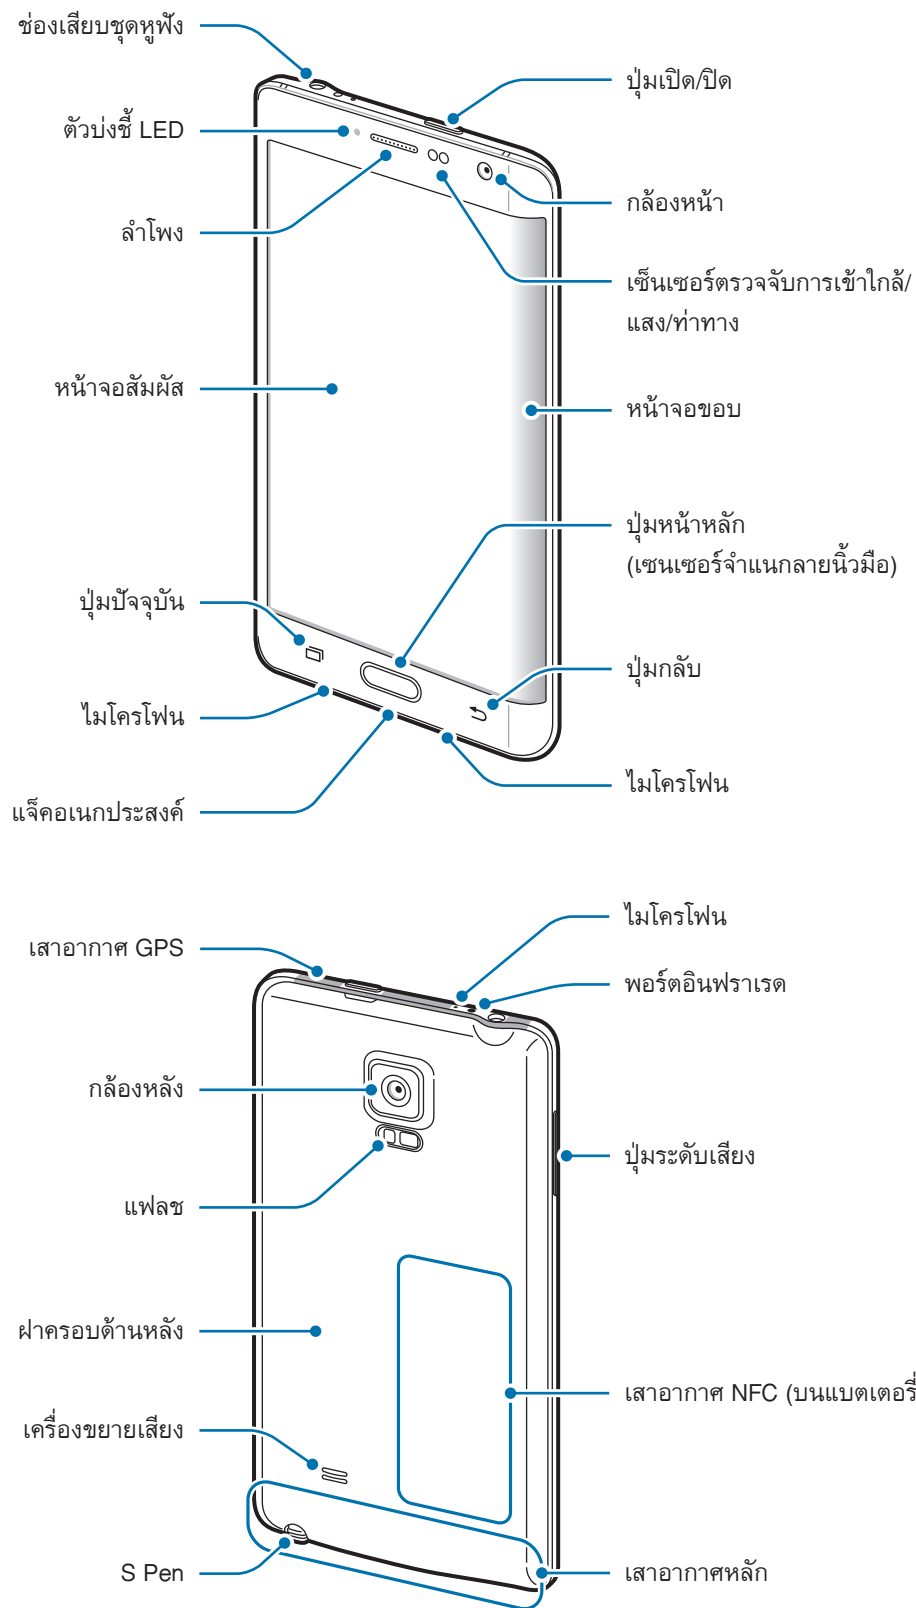 ช่องเสียบชุดหูฟัง
ปุ่มเปิด/ปิด
ตัวบ่งชี้ LED
กล้องหน้า
ลำโพง
เซ็นเซอร์ตรวจจับการเข้าใกล้/
แสง/ท่าทาง
หน้าจอสัมผัส
หน้าจอขอบ
ปุ่มหน้าหลัก
(เซนเซอร์จำแนกลายนิ้วมือ)
ปุ่มปัจจุบัน
ปุ่มกลับ
ไมโครโฟน
ไมโครโฟน
แจ็คอเนกประสงค์
ไมโครโฟน
เสาอากาศ GPS
พอร์ตอินฟราเรด
กล้องหลัง
ปุ่มระดับเสียง
แฟลช
ฝาครอบด้านหลัง
เสาอากาศ NFC (บนแบตเตอรี่
เครื่องขยายเสียง
S Pen
เสาอากาศหลัก